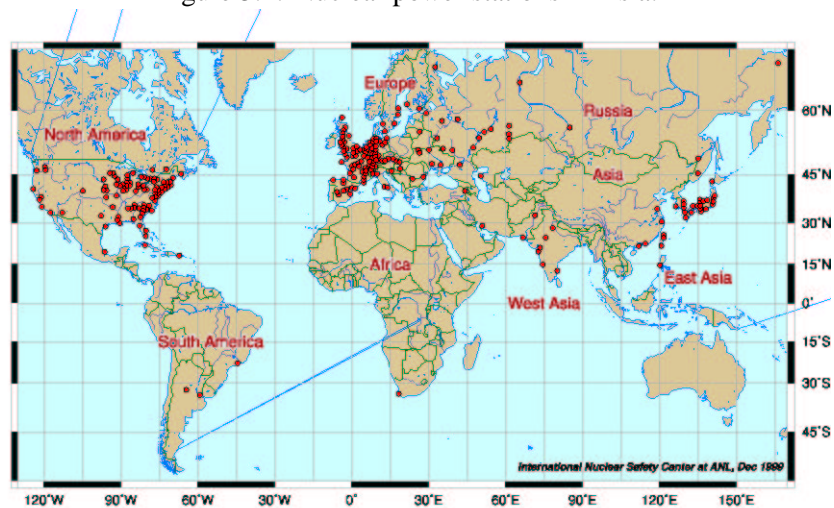 60°N
Europe
Russia
North America
45°N
Asia
30°N
15°N
Africa
East Asia
West Asia
0°
South America
15°S
30°S
45°S
International Nuclear Safety Center at ANL, Dec 1999
120°W 90°W 60°W 30°W 0° 30°E 60°E 90°E 120°E 150°E